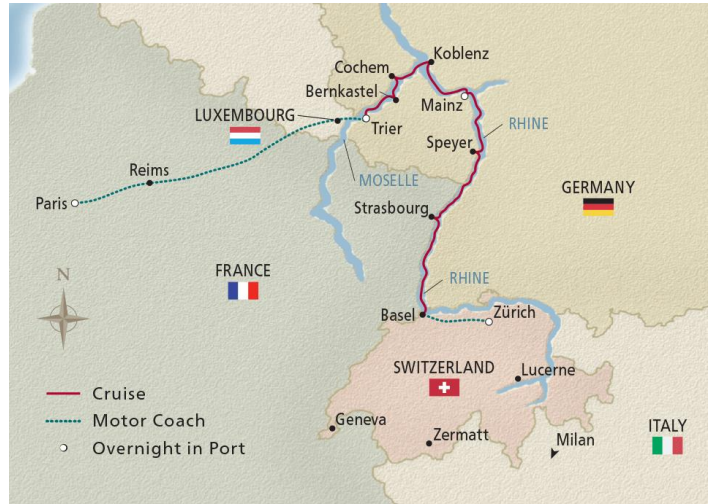 Koblenz
Cochem
Bernkastel
Mainz
LUXEMBOURG
Trier
RHINE
Speyer
Reims
MOSELLE
GERMANY
Paris
Strasbourg
N
FRANCE
RHINE
Basel
Zürich
SWITZERLAND
Lucerne
Cruise
Motor Coach
Geneva
ITALY
Overnight in Port
Zermatt
Milan